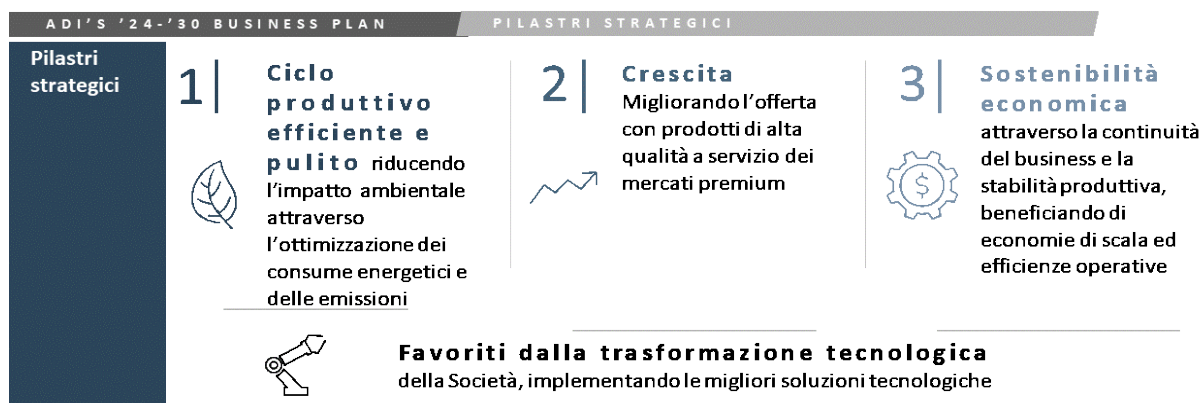 ADI'S '24-'30 BUSINESS PLAN
PILASTRI STRATEGICI
Pilastri
strategici
1
Ciclo
produttivo
efficiente e
pulito riducendo
l'impatto ambientale
attraverso
l'ottimizzazione dei
consume energetici e
delle emissioni
2
Crescita
Migliorando l'offerta
con prodotti di alta
qualità a servizio dei
mercati premium
3
Sostenibilità
economica
attraverso la continuità
del business e la
stabilità produttiva,
beneficiando di
economie di scala ed
efficienze operative
$
Favoriti dalla trasformazione tecnologica
della Società, implementando le migliori soluzioni tecnologiche